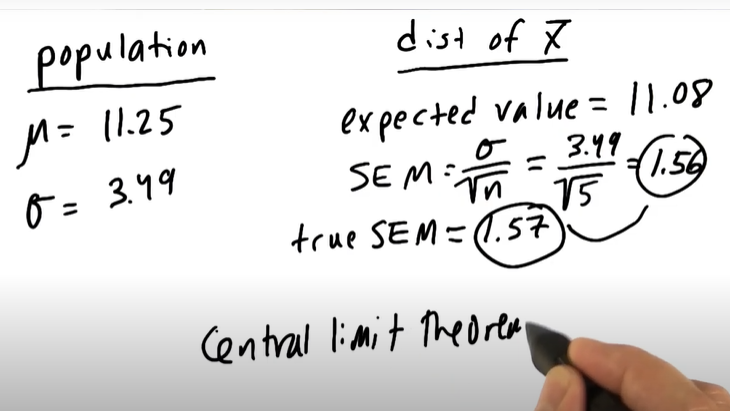 population
μ = 11.25
σ = 3.49
dist of x̄
expected value = 11.08
SEM = σ/√n = 3.49/√5 = 1.56
true SEM = 1.57
Central limit Theorem